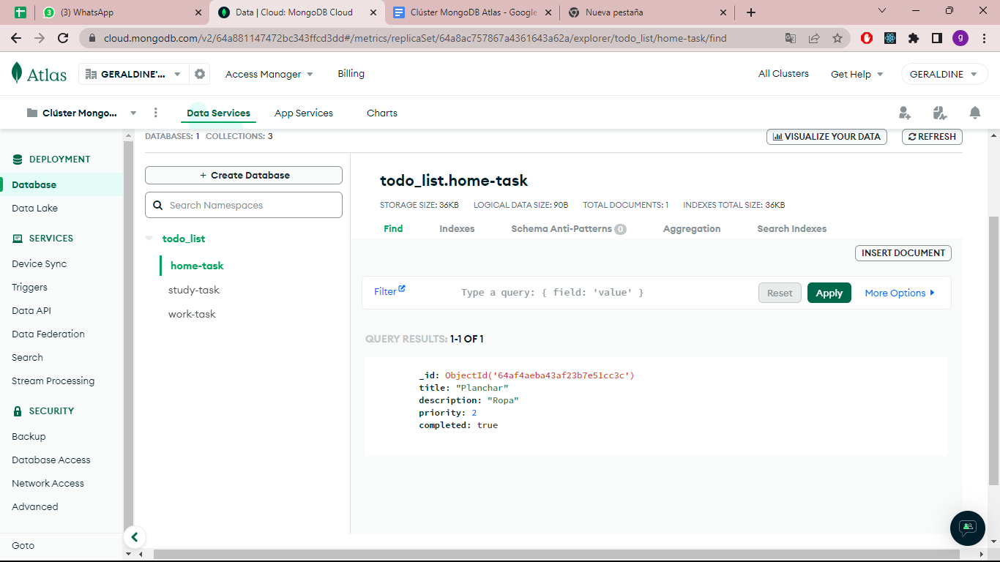 (3) WhatsApp
Data | Cloud: MongoDB Cloud
Clúster MongoDB Atlas - Google
Nueva pestaña
cloud.mongodb.com/v2/64a881147472bc343ffcd3dd#/metrics/replicaSet/64a8ac757867a4361643a62a/explorer/todo_list/home-task/find
g
Atlas
GERALDINE'...
Access Manager
Billing
All Clusters
Get Help
GERALDINE
Clúster Mongo...
Data Services
App Services
Charts
DATABASES: 1 COLLECTIONS: 3
VISUALIZE YOUR DATA
REFRESH
DEPLOYMENT
Database
Data Lake
SERVICES
Device Sync
Triggers
Data API
Data Federation
Search
Stream Processing
SECURITY
Backup
Database Access
Network Access
Advanced
Goto
+ Create Database
Search Namespaces
todo_list
home-task
study-task
work-task
todo_list.home-task
STORAGE SIZE: 36KB LOGICAL DATA SIZE: 90B TOTAL DOCUMENTS: 1 INDEXES TOTAL SIZE: 36KB
Find
Indexes
Schema Anti-Patterns 0
Aggregation
Search Indexes
INSERT DOCUMENT
Filter
Type a query: { field: 'value' }
Reset
Apply
More Options
QUERY RESULTS: 1-1 OF 1
_id: ObjectId('64af4aeba43af23b7e51cc3c')
title: "Planchar"
description: "Ropa"
priority: 2
completed: true